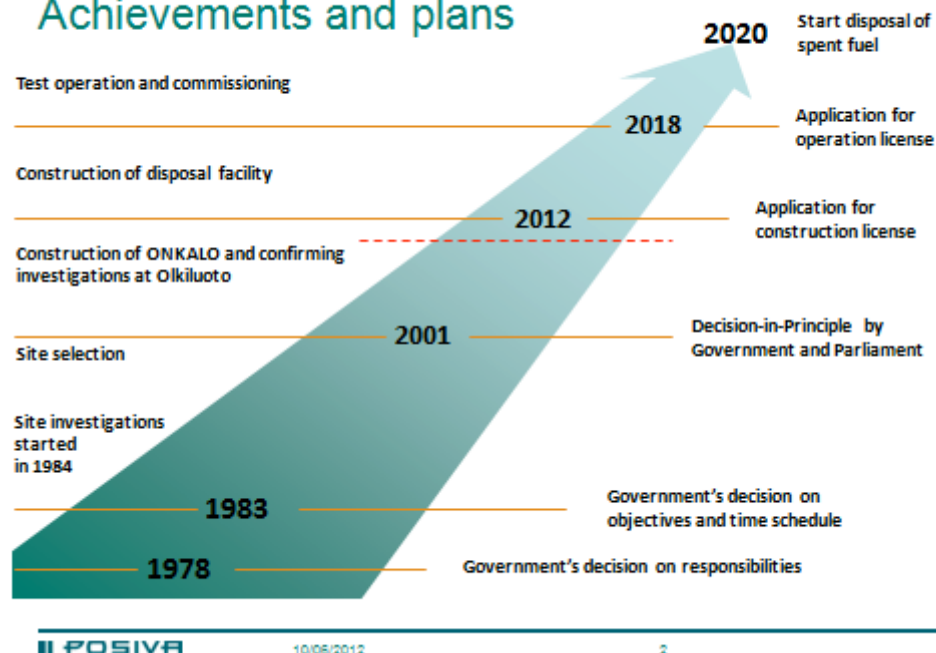 Achievements and plans
2020
Start disposal of
spent fuel
Test operation and commissioning
2018
Application for
operation license
Construction of disposal facility
2012
Application for
construction license
Construction of ONKALO and confirming
investigations at Olkiluoto
2001
Decision-in-Principle by
Government and Parliament
Site selection
Site investigations
started
in 1984
1983
Government's decision on
objectives and time schedule
1978
Government's decision on responsibilities
POSIVA
10/06/2012
2